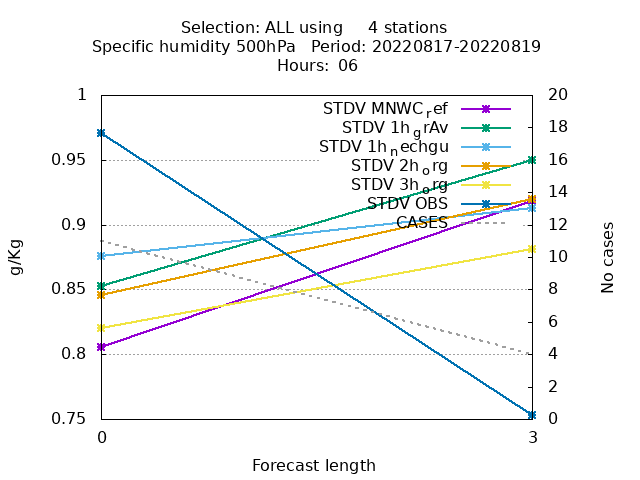 Selection: ALL using 4 stations
Specific humidity 500hPa Period: 20220817-20220819
Hours: 06
1
0.95
0.9
0.85
0.8
0.75
g/Kg
20
18
16
14
12
10
8
6
4
2
0
No cases
STDV MNWC_ref
STDV 1h_grAv
STDV 1h_nechgu
STDV 2h_org
STDV 3h_org
STDV OBS
CASES
0 3
Forecast length